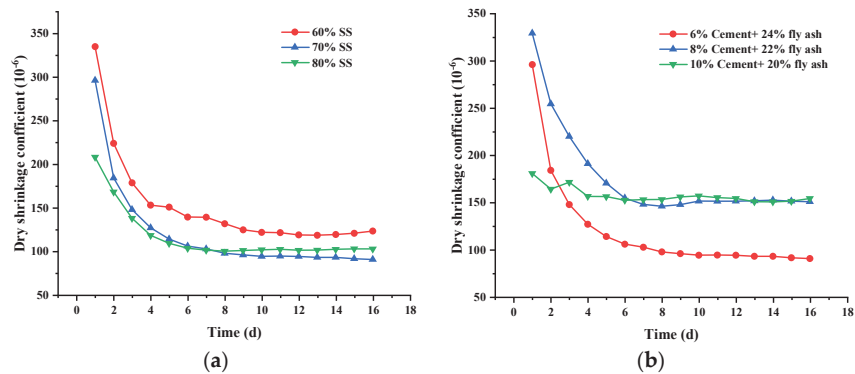 60% SS
70% SS
80% SS
Dry shrinkage coefficient (10⁻⁶)
350
300
250
200
150
100
50
0 2 4 6 8 10 12 14 16 18
Time (d)
(a)
6% Cement+ 24% fly ash
8% Cement+ 22% fly ash
10% Cement+ 20% fly ash
Dry shrinkage coefficient (10⁻⁶)
350
300
250
200
150
100
50
0 2 4 6 8 10 12 14 16 18
Time (d)
(b)